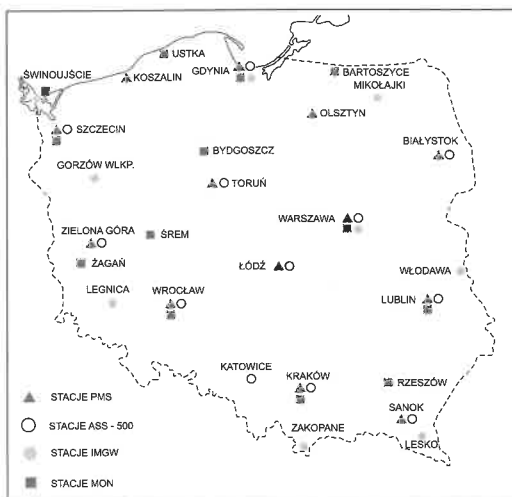 USTKA
ŚWINOUJŚCIE
GDYNIA
KOSZALIN
BARTOSZYCE
MIKOŁAJKI
OLSZTYN
SZCZECIN
BIAŁYSTOK
BYDGOSZCZ
GORZÓW WLKP.
TORUŃ
WARSZAWA
ZIELONA GÓRA
ŚREM
ŻAGAŃ
ŁÓDŹ
WŁODAWA
LEGNICA
WROCŁAW
LUBLIN
KATOWICE
KRAKÓW
RZESZÓW
SANOK
ZAKOPANE
LESKO
STACJE PMS
STACJE ASS - 500
STACJE IMGW
STACJE MON